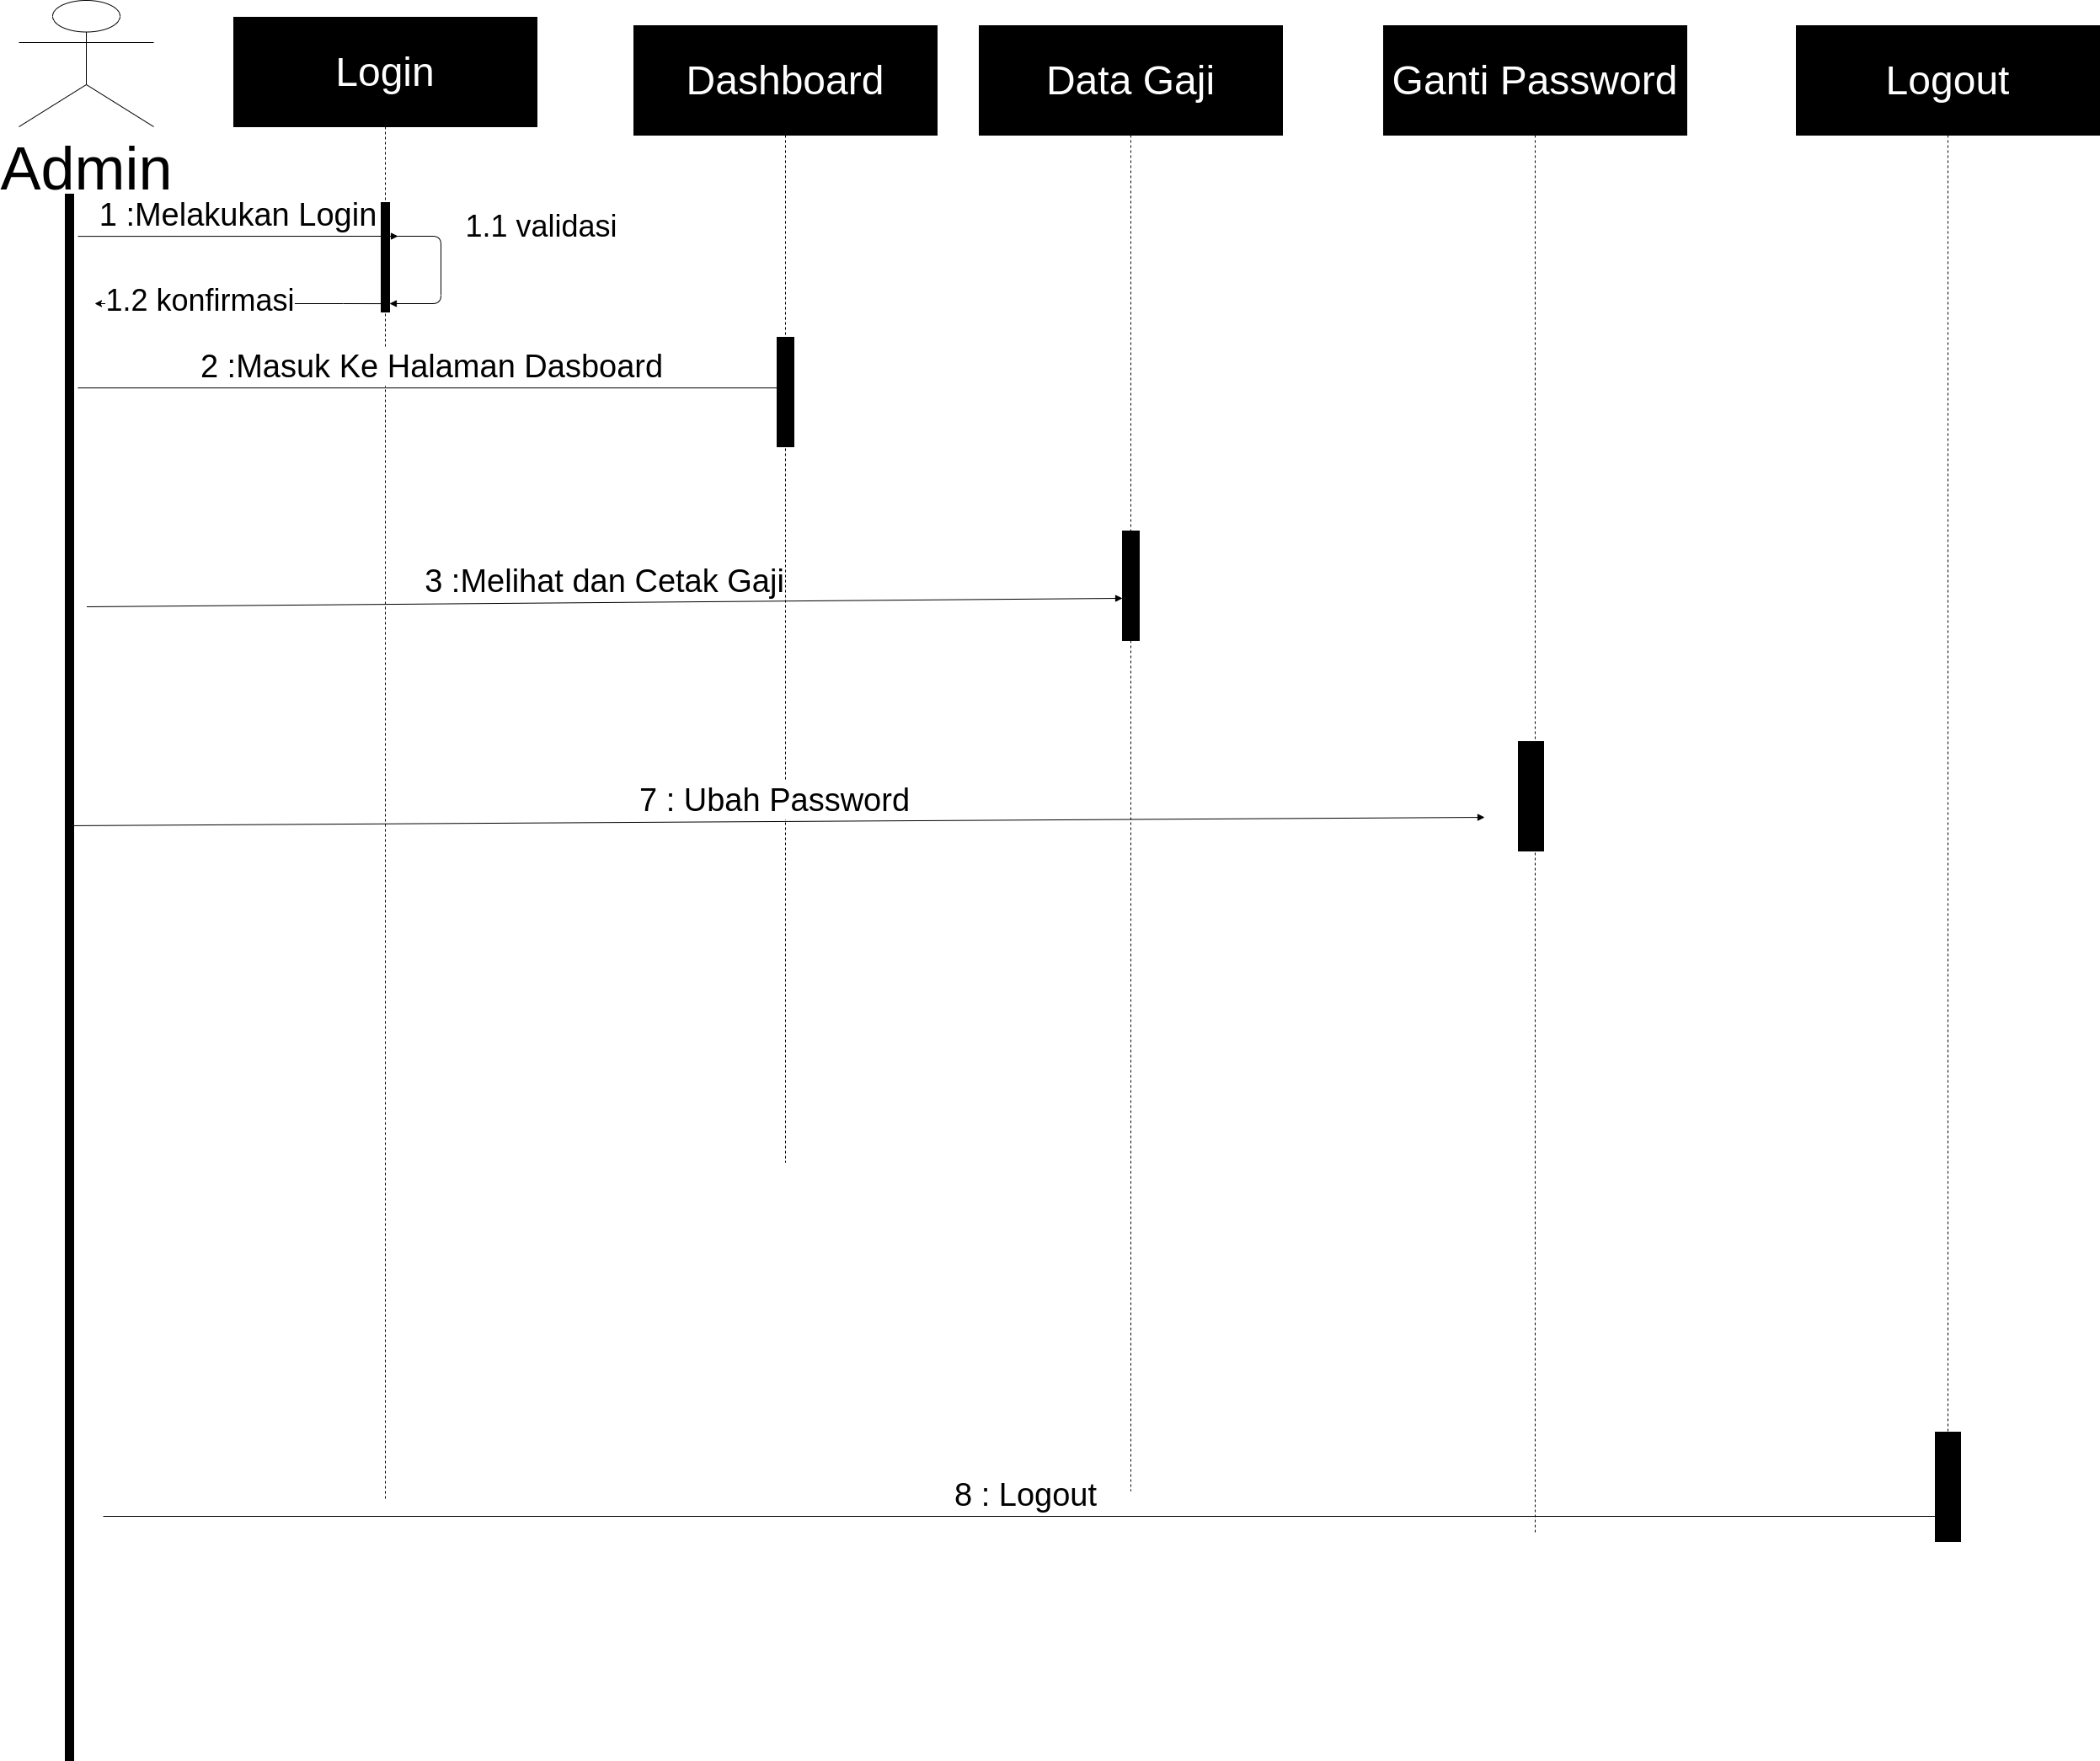 Login
Dashboard
Data Gaji
Ganti Password
Logout
Admin
1 :Melakukan Login
1.1 validasi
1.2 konfirmasi
2 :Masuk Ke Halaman Dasboard
3 :Melihat dan Cetak Gaji
7 : Ubah Password
8 : Logout